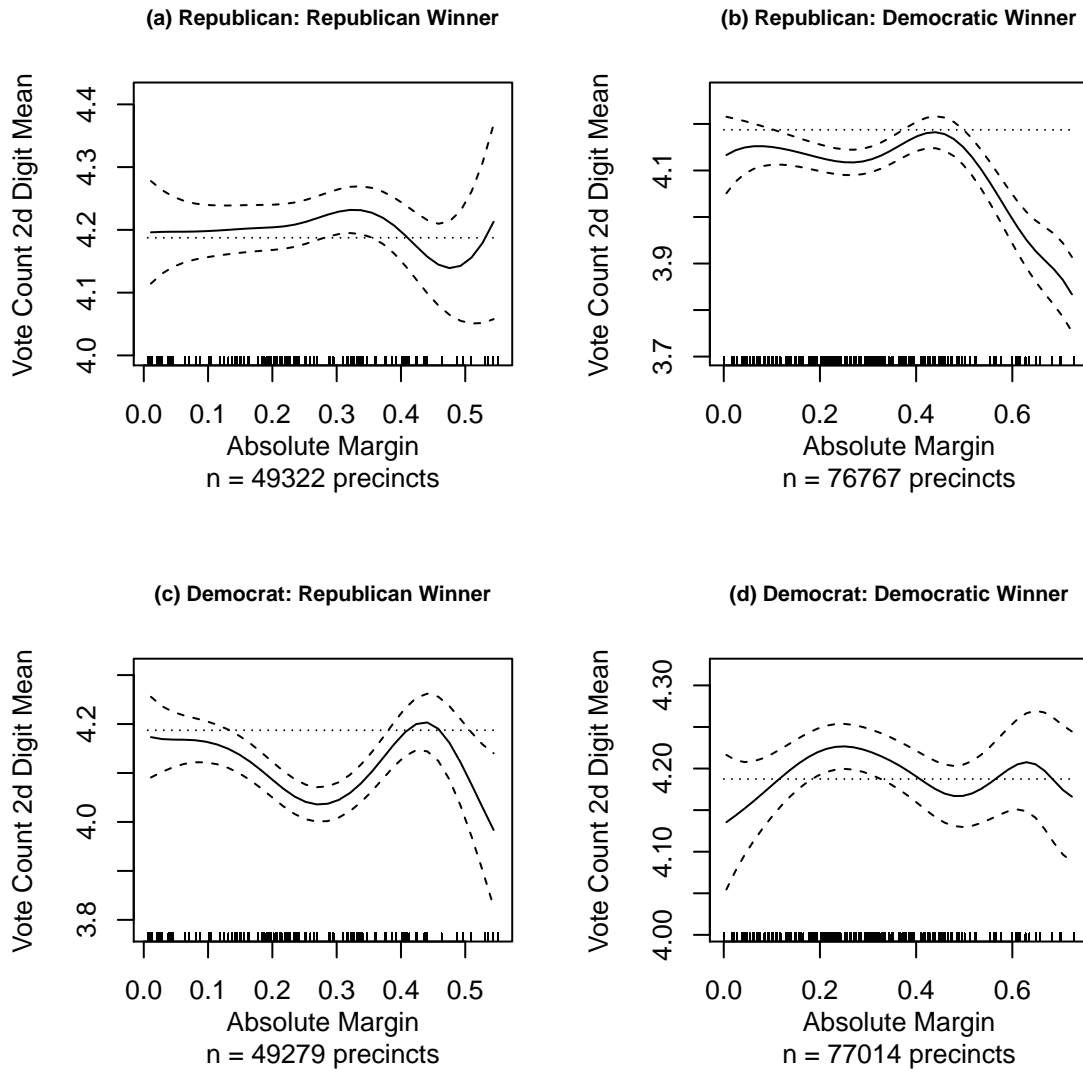 (a) Republican: Republican Winner
Vote Count 2d Digit Mean
4.4
4.3
4.2
4.1
4.0
0.0 0.1 0.2 0.3 0.4 0.5
Absolute Margin
n = 49322 precincts
(b) Republican: Democratic Winner
Vote Count 2d Digit Mean
4.1
3.9
3.7
0.0 0.2 0.4 0.6
Absolute Margin
n = 76767 precincts
(c) Democrat: Republican Winner
Vote Count 2d Digit Mean
4.2
4.0
3.8
0.0 0.1 0.2 0.3 0.4 0.5
Absolute Margin
n = 49279 precincts
(d) Democrat: Democratic Winner
Vote Count 2d Digit Mean
4.30
4.20
4.10
4.00
0.0 0.2 0.4 0.6
Absolute Margin
n = 77014 precincts